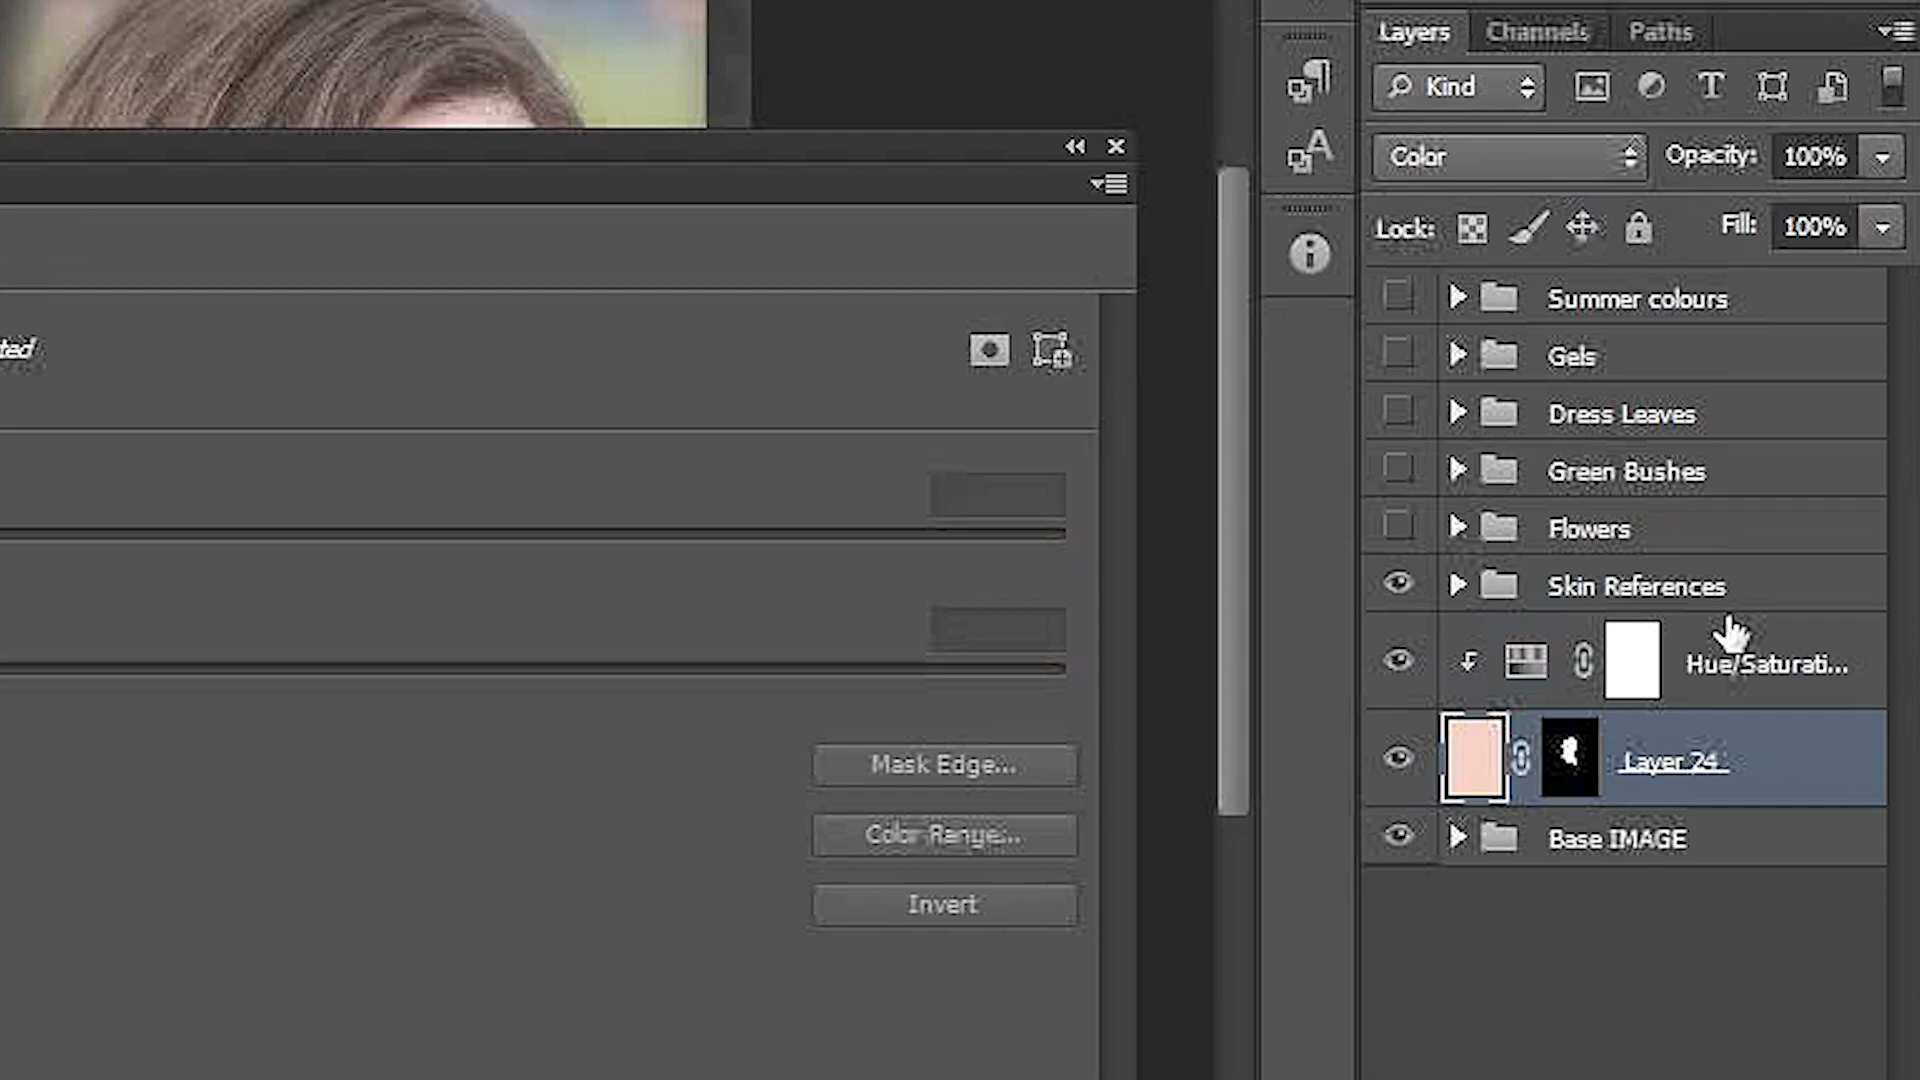 Layers Channels Paths
Kind
Color Opacity: 100%
Lock: Fill: 100%
Summer colours
Gels
Dress Leaves
Green Bushes
Flowers
Skin References
Hue/Saturati...
Layer 24
Base IMAGE
ted
Mask Edge...
Color Range...
Invert